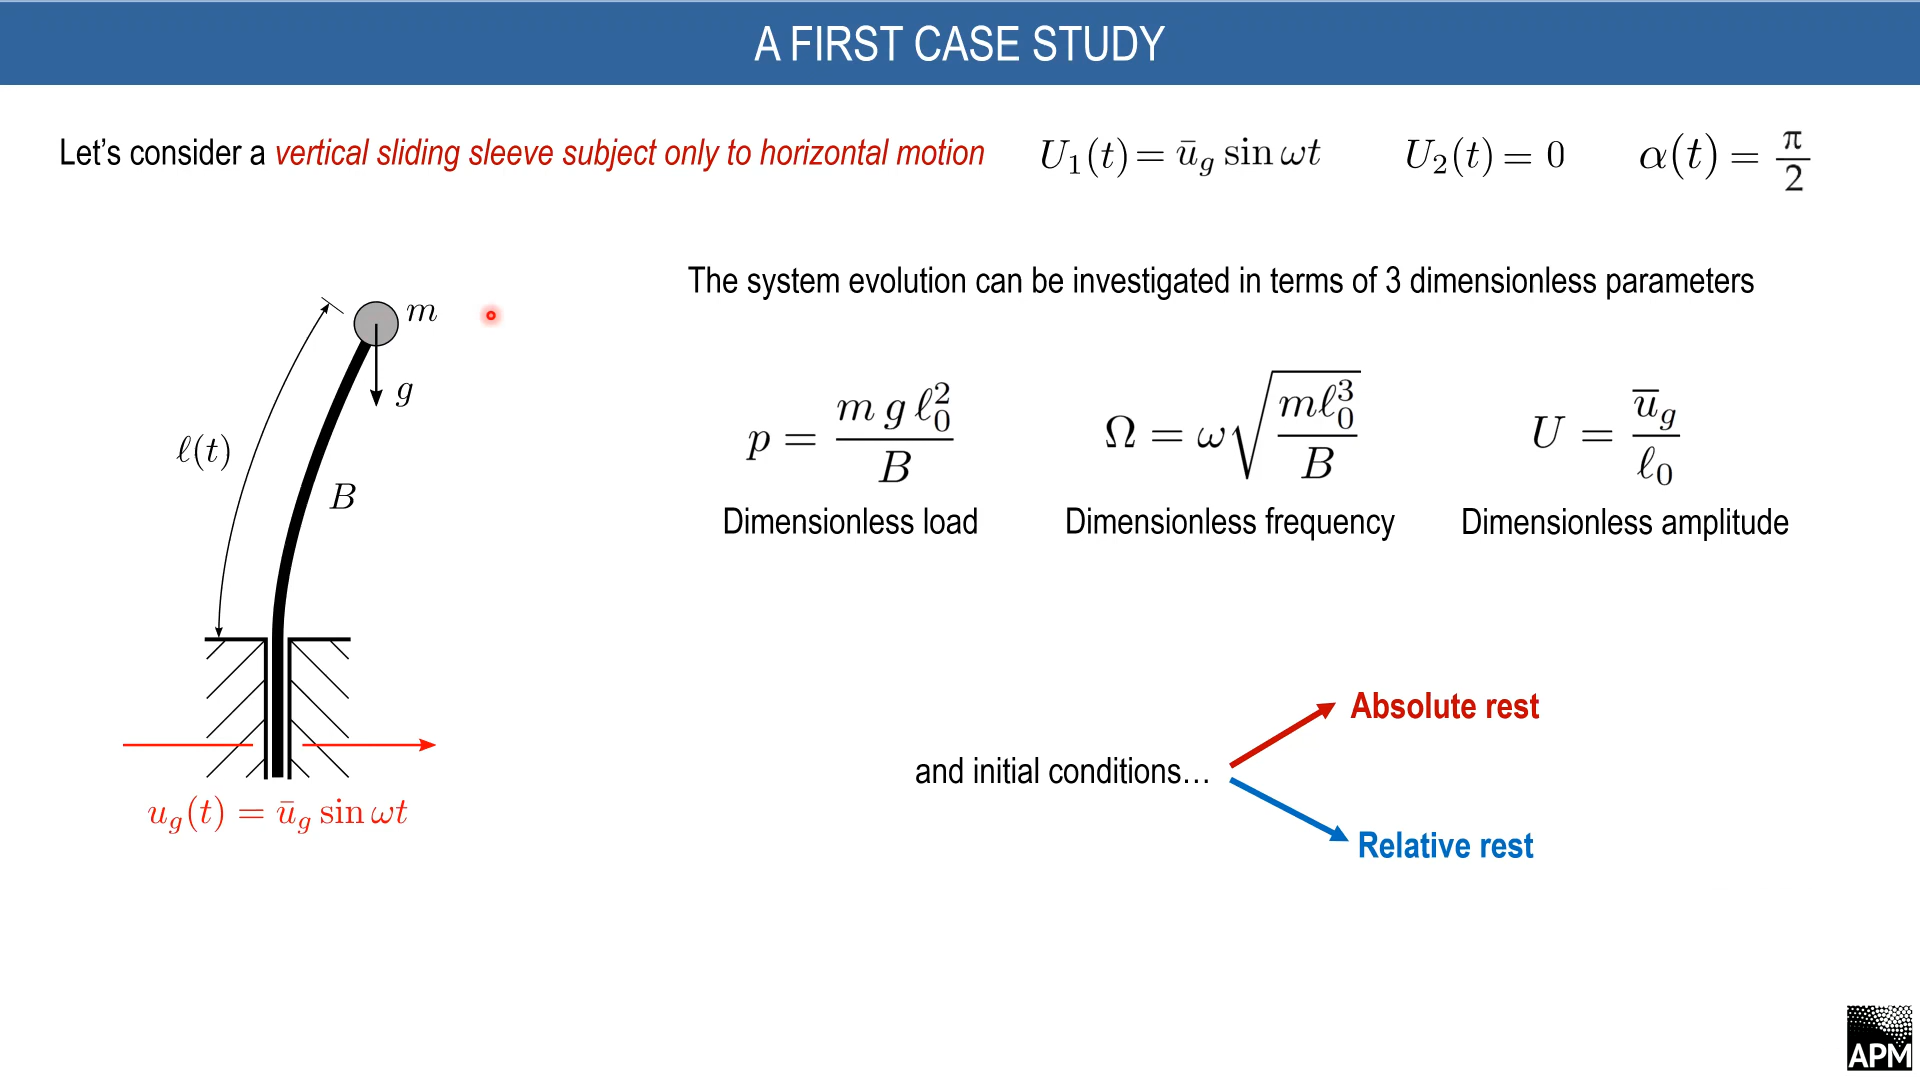 A FIRST CASE STUDY
Let's consider a vertical sliding sleeve subject only to horizontal motion
U₁(t) = ū_g sin ωt
U₂(t) = 0
α(t) = π/2
The system evolution can be investigated in terms of 3 dimensionless parameters
m
g
ℓ(t)
B
p = m g ℓ₀² / B
Ω = ω √(mℓ₀³ / B)
U = u̅_g / ℓ₀
Dimensionless load
Dimensionless frequency
Dimensionless amplitude
Absolute rest
and initial conditions…
Relative rest
u_g(t) = ū_g sin ωt
APM